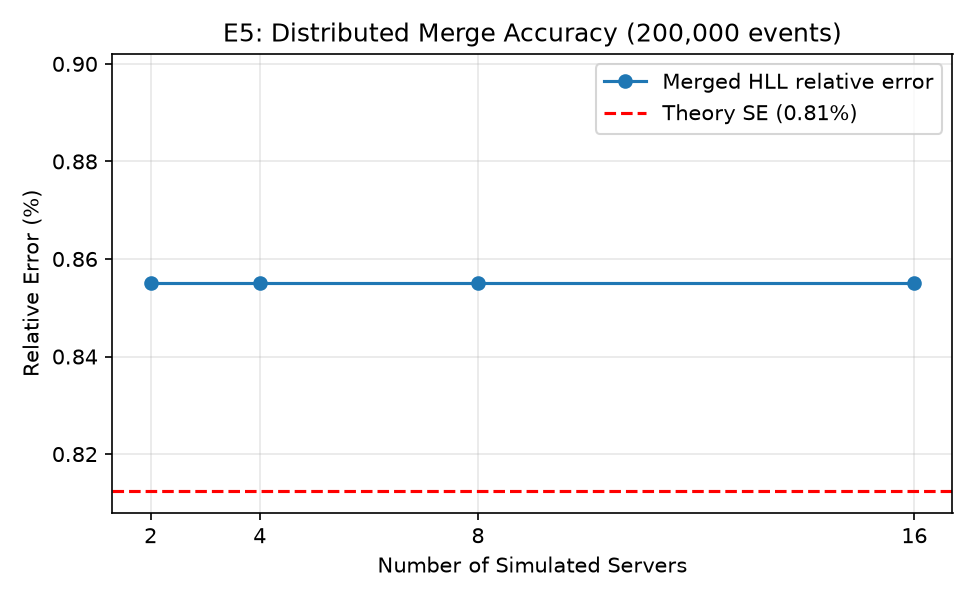 E5: Distributed Merge Accuracy (200,000 events)
Merged HLL relative error
Theory SE (0.81%)
Relative Error (%)
0.90
0.88
0.86
0.84
0.82
2 4 8 16
Number of Simulated Servers